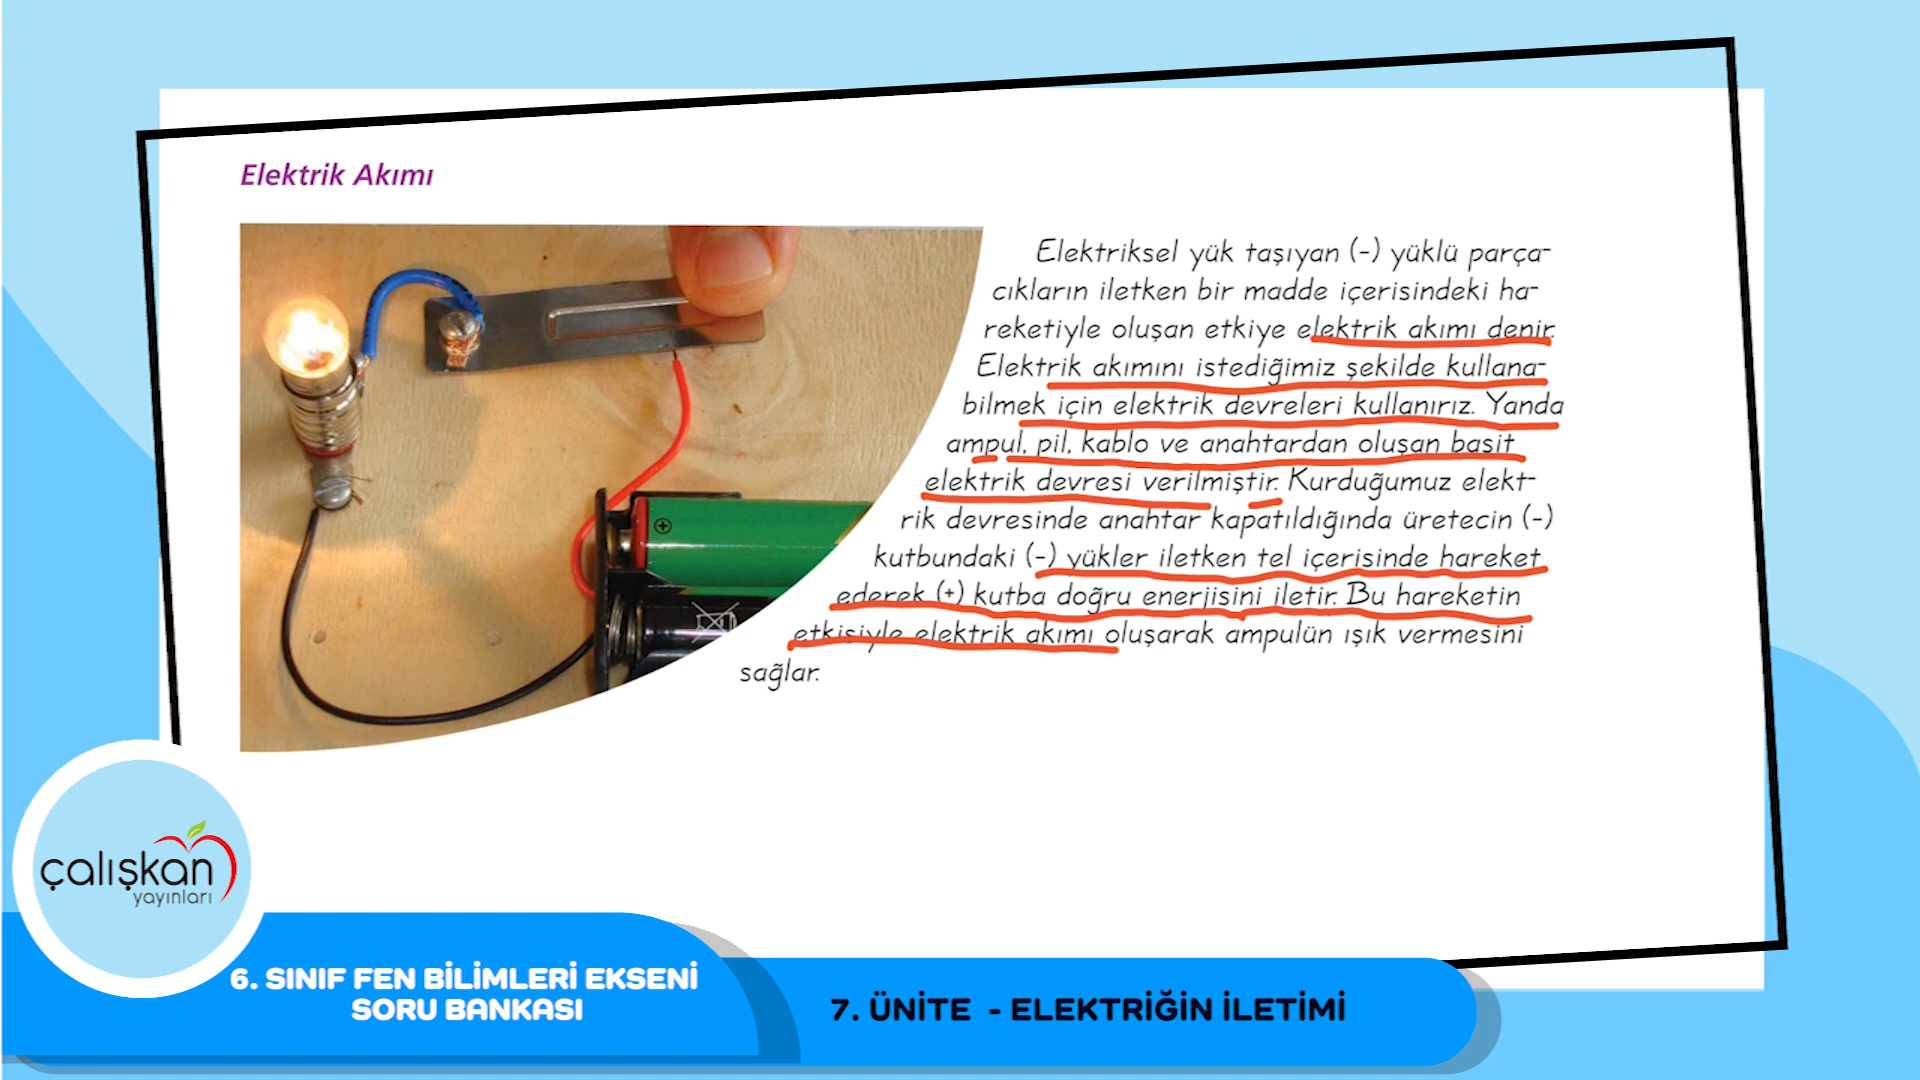 Elektrik Akımı
Elektriksel yük taşıyan (-) yüklü parça-
cıkların iletken bir madde içerisindeki ha-
reketiyle oluşan etkiye elektrik akımı denir.
Elektrik akımını istediğimiz şekilde kullana-
bilmek için elektrik devreleri kullanırız. Yanda
ampul, pil, kablo ve anahtardan oluşan basit
elektrik devresi verilmiştir. Kurduğumuz elekt-
rik devresinde anahtar kapatıldığında üretecin (-)
kutbundaki (-) yükler iletken tel içerisinde hareket
ederek (+) kutba doğru enerjisini iletir. Bu hareketin
etkisiyle elektrik akımı oluşarak ampulün ışık vermesini
sağlar.
çalışkan
yayınları
6. SINIF FEN BİLİMLERİ EKSENİ
SORU BANKASI
7. ÜNİTE - ELEKTRİĞİN İLETİMİ